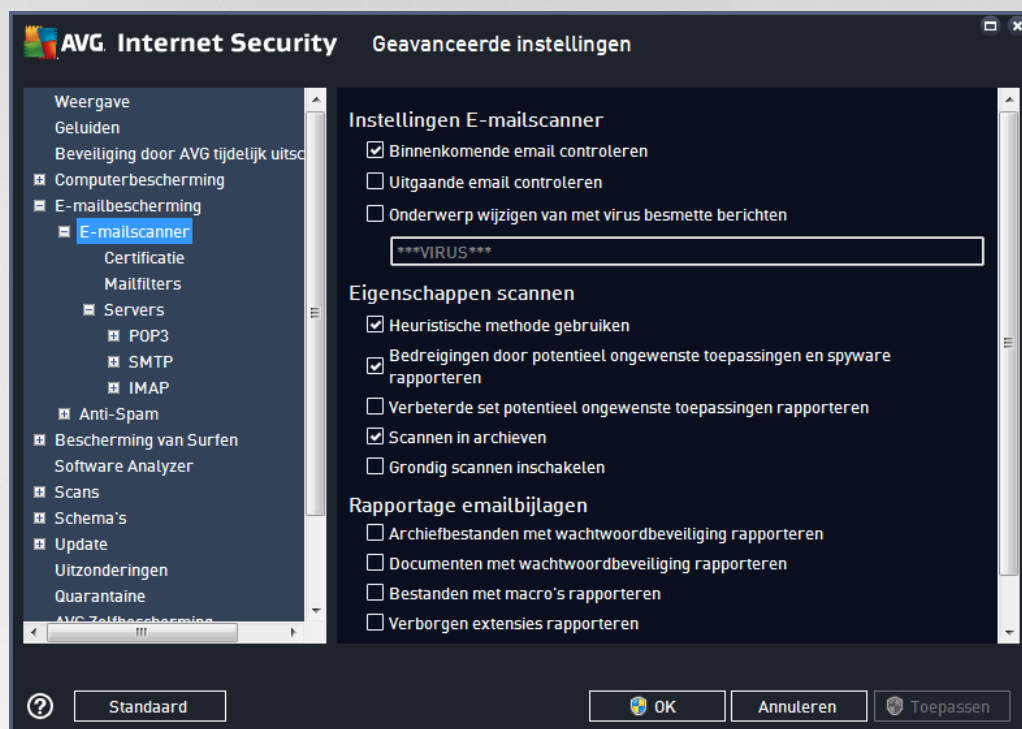 AVG. Internet Security
Geavanceerde instellingen
Weergave
Geluiden
Beveiliging door AVG tijdelijk uitsc
Computerbescherming
E-mailbescherming
E-mailscanner
Certificatie
Mailfilters
Servers
POP3
SMTP
IMAP
Anti-Spam
Bescherming van Surfen
Software Analyzer
Scans
Schema's
Update
Uitzonderingen
Quarantaine
AVG Zelfbescherming
Instellingen E-mailscanner
Binnenkomende email controleren
Uitgaande email controleren
Onderwerp wijzigen van met virus besmette berichten
***VIRUS***
Eigenschappen scannen
Heuristische methode gebruiken
Bedreigingen door potentieel ongewenste toepassingen en spyware
rapporteren
Verbeterde set potentieel ongewenste toepassingen rapporteren
Scannen in archieven
Grondig scannen inschakelen
Rapportage emailbijlagen
Archiefbestanden met wachtwoordbeveiliging rapporteren
Documenten met wachtwoordbeveiliging rapporteren
Bestanden met macro's rapporteren
Verborgen extensies rapporteren
?
Standaard
OK
Annuleren
Toepassen